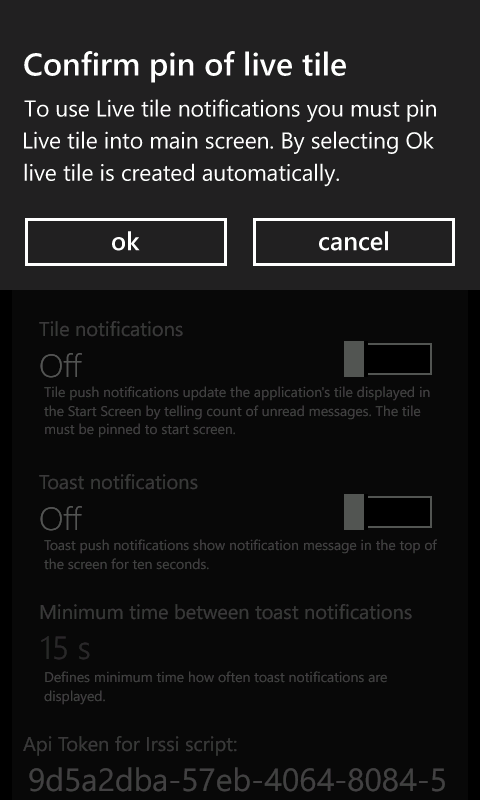 Confirm pin of live tile
To use Live tile notifications you must pin
Live tile into main screen. By selecting Ok
live tile is created automatically.
ok
cancel
Tile notifications
Off
Tile push notifications update the application's tile displayed in
the Start Screen by telling count of unread messages. The tile
must be pinned to start screen.
Toast notifications
Off
Toast push notifications show notification message in the top of
the screen for ten seconds.
Minimum time between toast notifications
15 s
Defines minimum time how often toast notifications are
displayed.
Api Token for Irssi script:
9d5a2dba-57eb-4064-8084-5